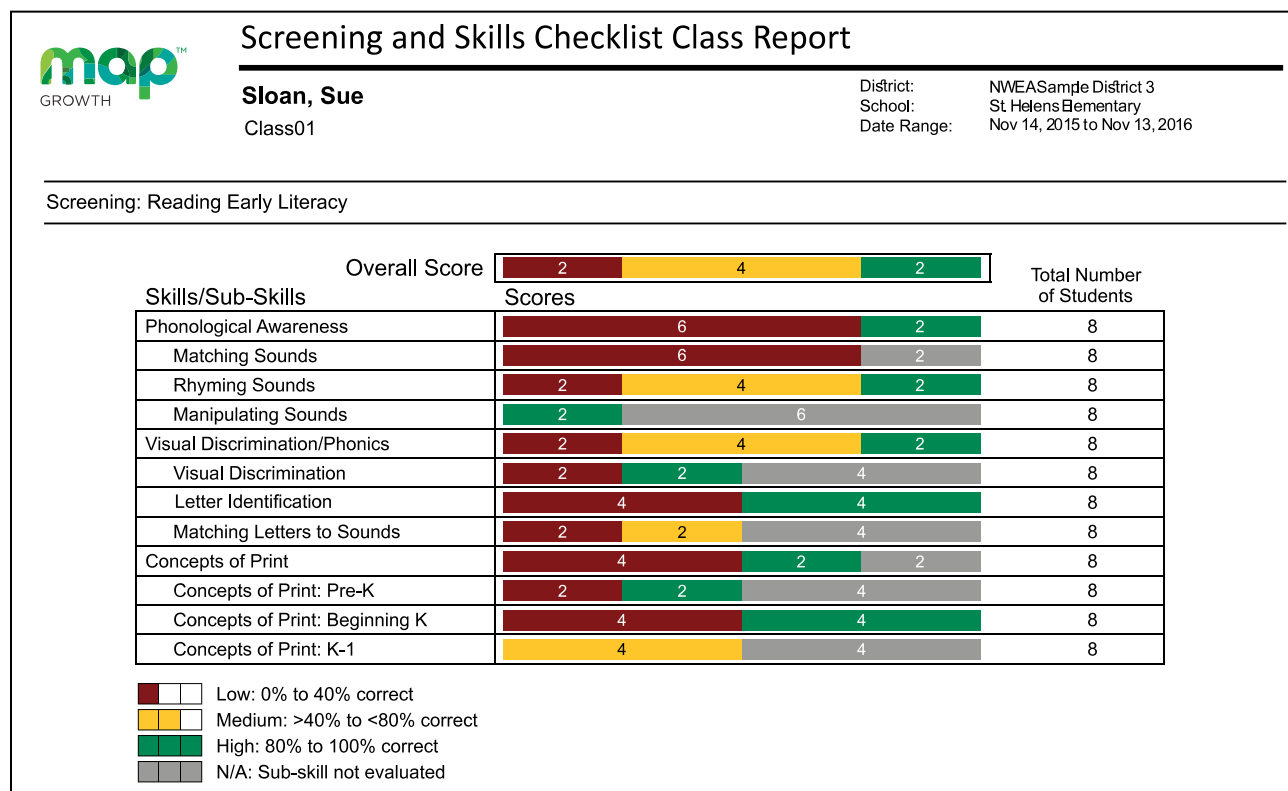 map™
GROWTH
Screening and Skills Checklist Class Report
Sloan, Sue
Class01
District: NWEASample District 3
School: St. Helens Elementary
Date Range: Nov 14, 2015 to Nov 13, 2016
Screening: Reading Early Literacy
Overall Score 2 4 2
Skills/Sub-Skills Scores Total Number
of Students
Phonological Awareness 6 2 8
Matching Sounds 6 2 8
Rhyming Sounds 2 4 2 8
Manipulating Sounds 2 6 8
Visual Discrimination/Phonics 2 4 2 8
Visual Discrimination 2 2 4 8
Letter Identification 4 4 8
Matching Letters to Sounds 2 2 4 8
Concepts of Print 4 2 2 8
Concepts of Print: Pre-K 2 2 4 8
Concepts of Print: Beginning K 4 4 8
Concepts of Print: K-1 4 4 8
Low: 0% to 40% correct
Medium: >40% to <80% correct
High: 80% to 100% correct
N/A: Sub-skill not evaluated